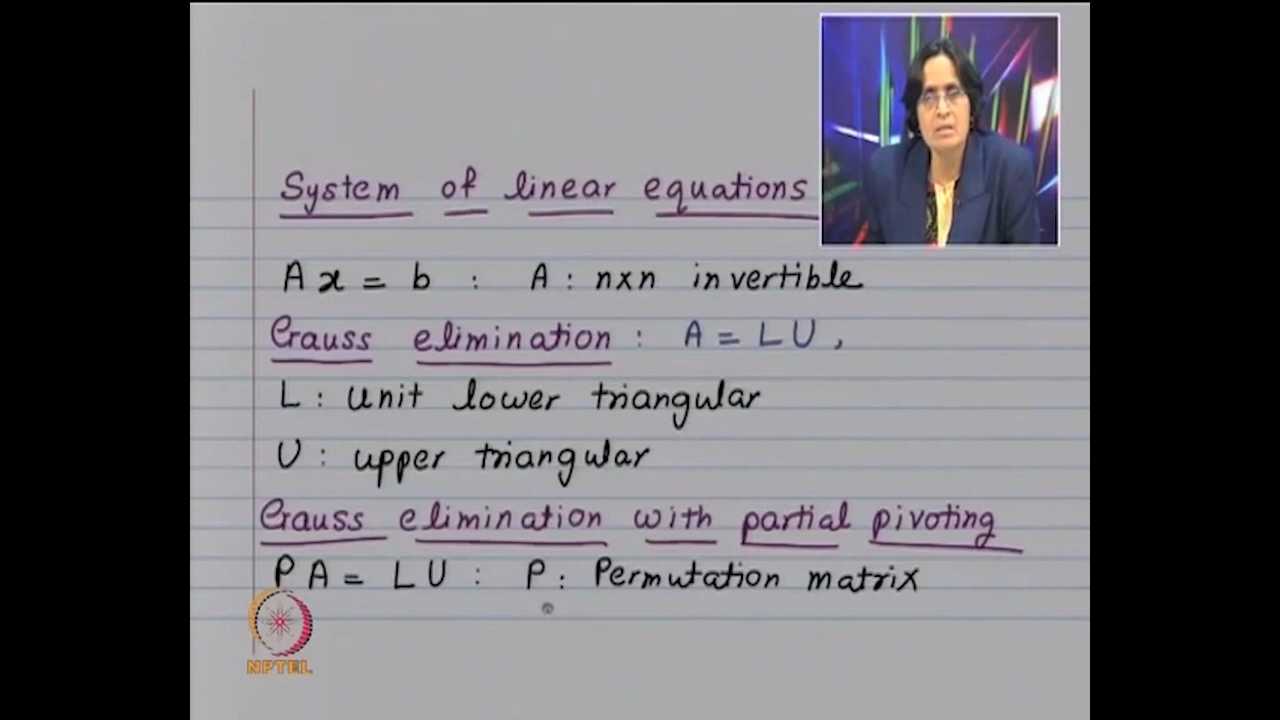 System of linear equations
Ax = b : A : nxn invertible
Gauss elimination : A = LU,
L : Unit lower triangular
U : upper triangular
Gauss elimination with partial pivoting
PA = LU : P : Permutation matrix
NPTEL